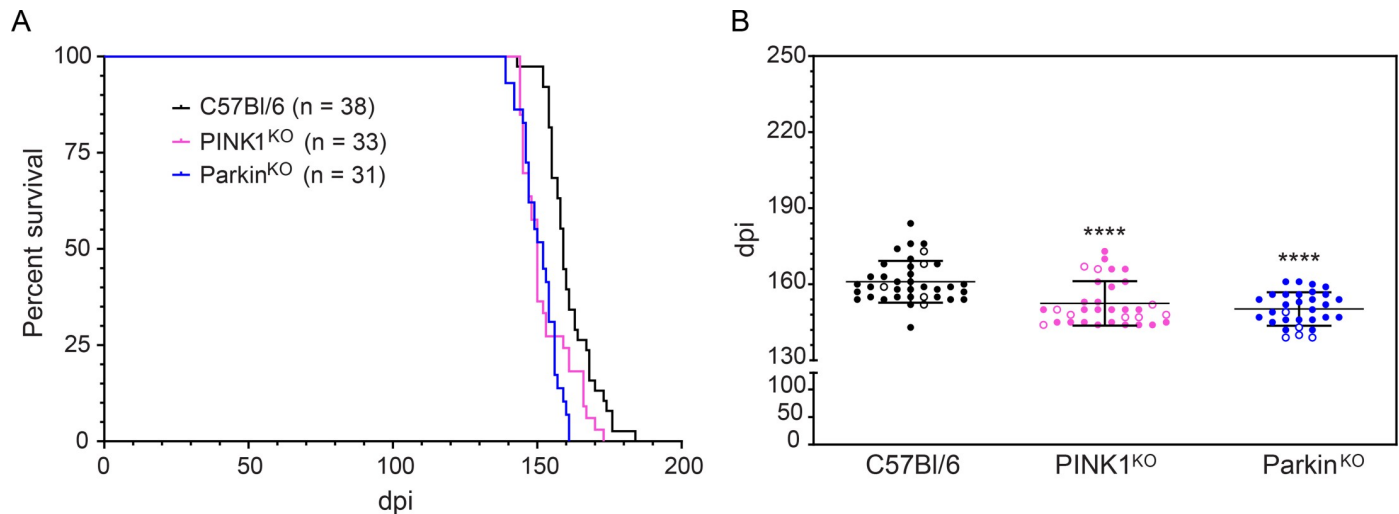 A
Percent survival
100
75
50
25
0
C57Bl/6 (n = 38)
PINK1KO (n = 33)
ParkinKO (n = 31)
0 50 100 150 200
dpi
B
dpi
250
220
190
160
130
100
50
0
****
****
C57Bl/6 PINK1KO ParkinKO